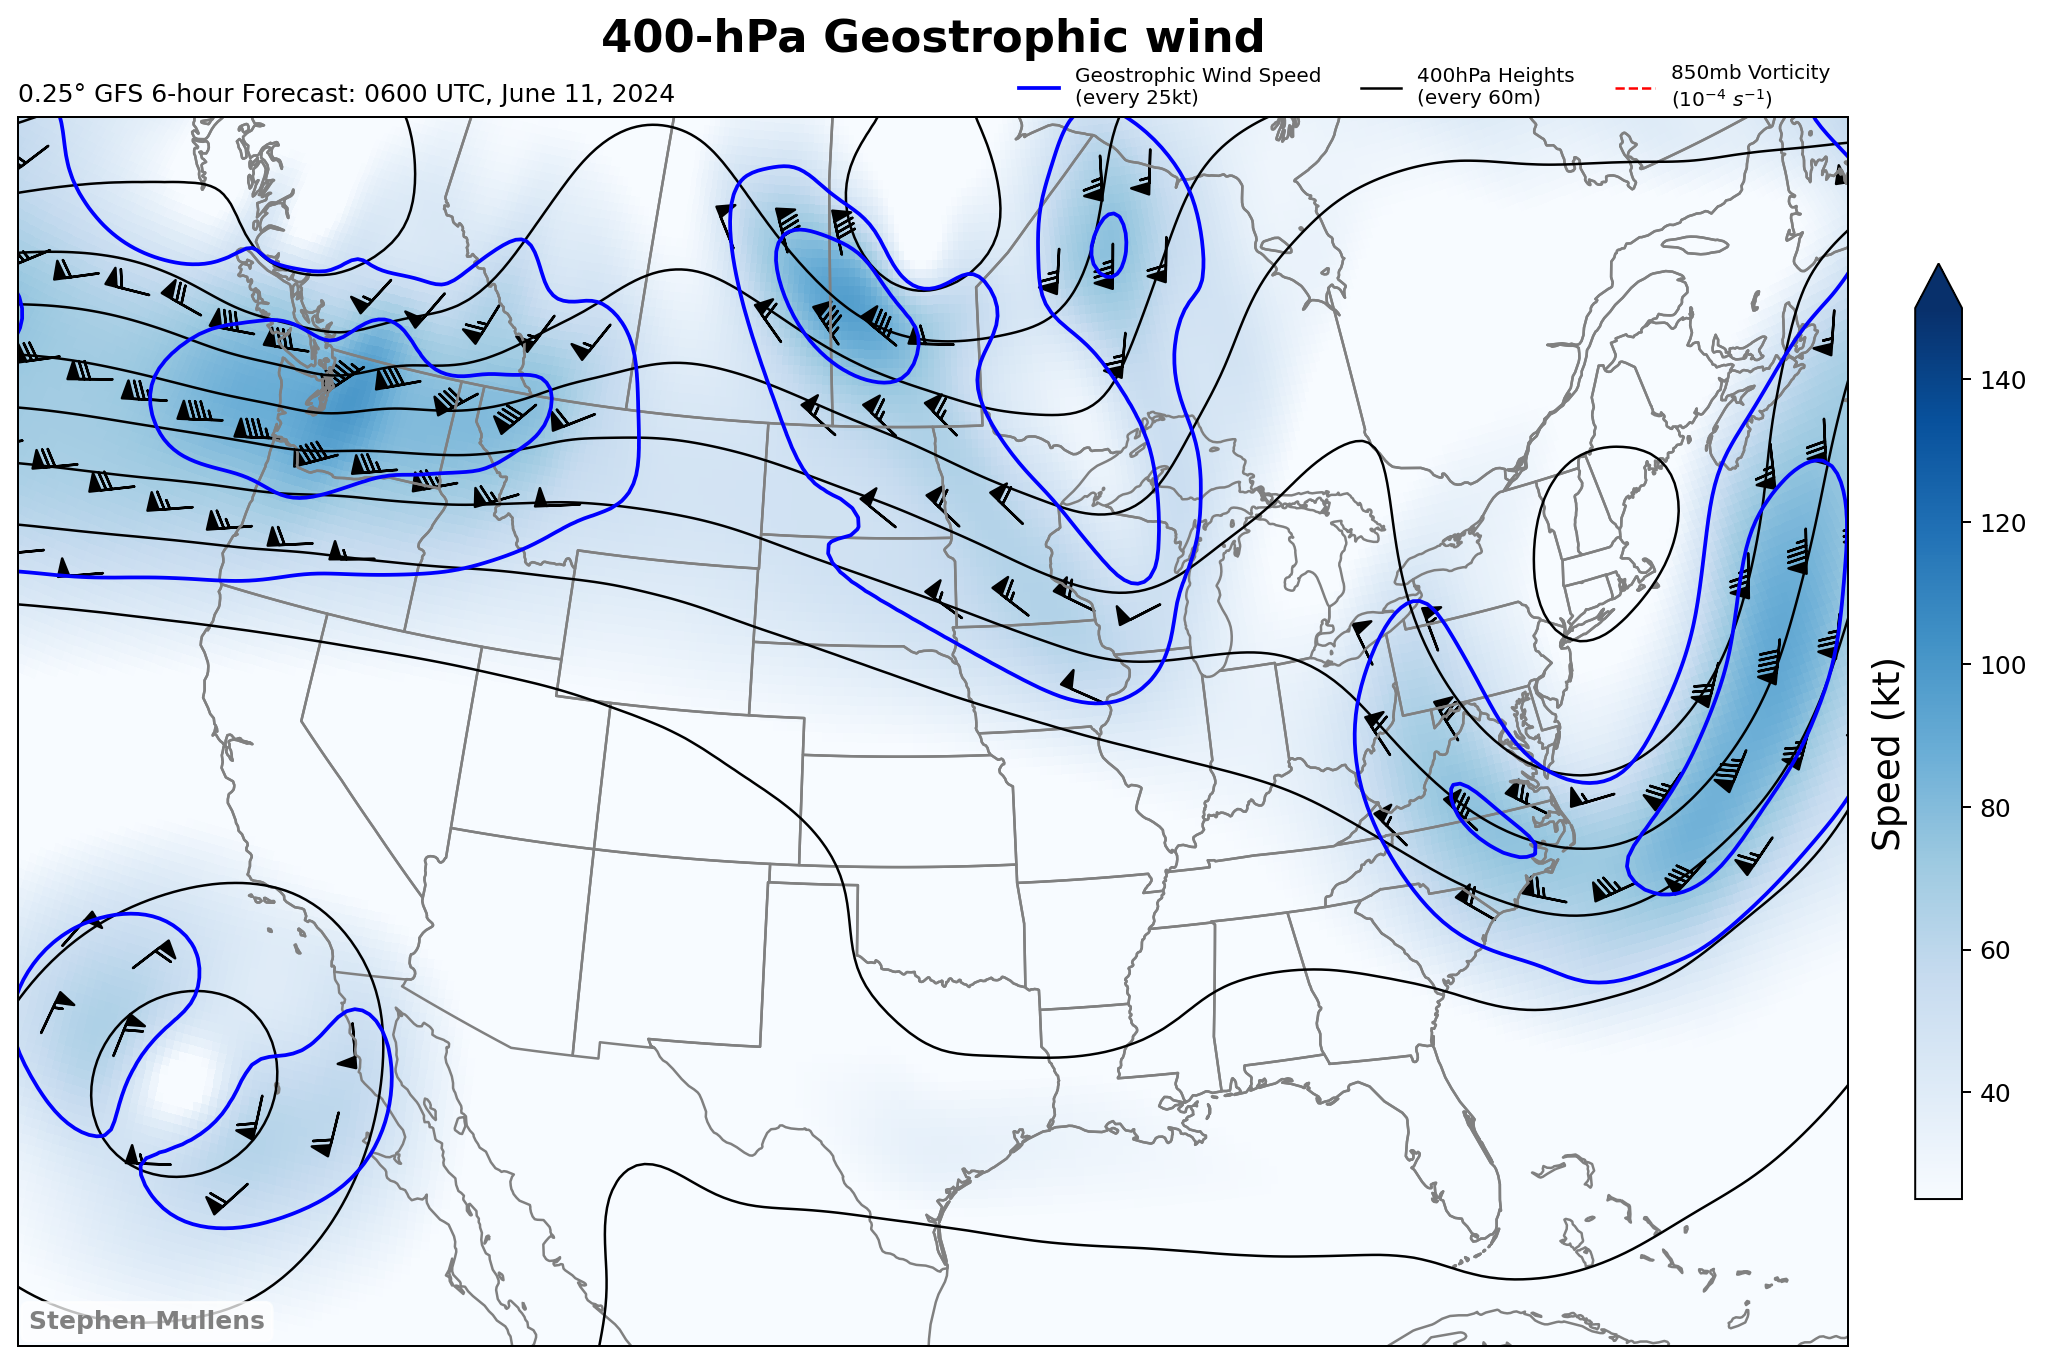 400-hPa Geostrophic wind
0.25° GFS 6-hour Forecast: 0600 UTC, June 11, 2024
Geostrophic Wind Speed
(every 25kt)
400hPa Heights
(every 60m)
850mb Vorticity
(10⁻⁴ s⁻¹)
140
120
100
80
60
40
Speed (kt)
Stephen Mullens